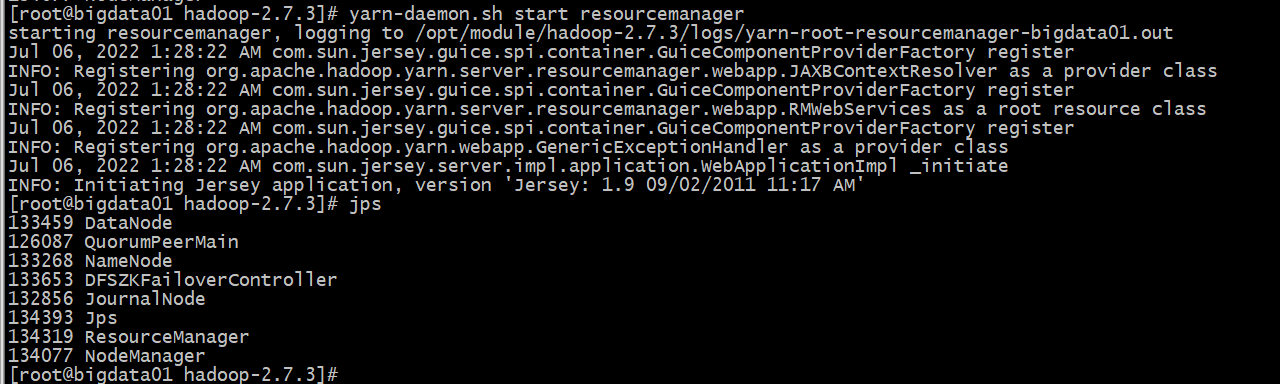 [root@bigdata01 hadoop-2.7.3]# yarn-daemon.sh start resourcemanager
starting resourcemanager, logging to /opt/module/hadoop-2.7.3/logs/yarn-root-resourcemanager-bigdata01.out
Jul 06, 2022 1:28:22 AM com.sun.jersey.guice.spi.container.GuiceComponentProviderFactory register
INFO: Registering org.apache.hadoop.yarn.server.resourcemanager.webapp.JAXBContextResolver as a provider class
Jul 06, 2022 1:28:22 AM com.sun.jersey.guice.spi.container.GuiceComponentProviderFactory register
INFO: Registering org.apache.hadoop.yarn.server.resourcemanager.webapp.RMWebServices as a root resource class
Jul 06, 2022 1:28:22 AM com.sun.jersey.guice.spi.container.GuiceComponentProviderFactory register
INFO: Registering org.apache.hadoop.yarn.webapp.GenericExceptionHandler as a provider class
Jul 06, 2022 1:28:22 AM com.sun.jersey.server.impl.application.WebApplicationImpl _initiate
INFO: Initiating Jersey application, version 'Jersey: 1.9 09/02/2011 11:17 AM'
[root@bigdata01 hadoop-2.7.3]# jps
133459 DataNode
126087 QuorumPeerMain
133268 NameNode
133653 DFSZKFailoverController
132856 JournalNode
134393 Jps
134319 ResourceManager
134077 NodeManager
[root@bigdata01 hadoop-2.7.3]#